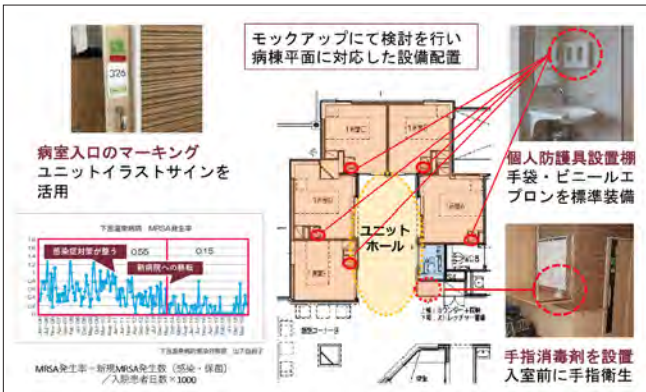 モックアップにて検討を行い
病棟平面に対応した設備配置
326
病室入口のマーキング
ユニットイラストサインを
活用
個人防護具設置棚
手袋・ビニールエ
プロンを標準装備
ユニット
ホール
MRSA発生率
感染症対策が整う
0.55
0.15
新病院への移転
MRSA発生率=新規MRSA発生数(感染・保菌)
/入院患者日数×1000
手指消毒剤を設置
入室前に手指衛生